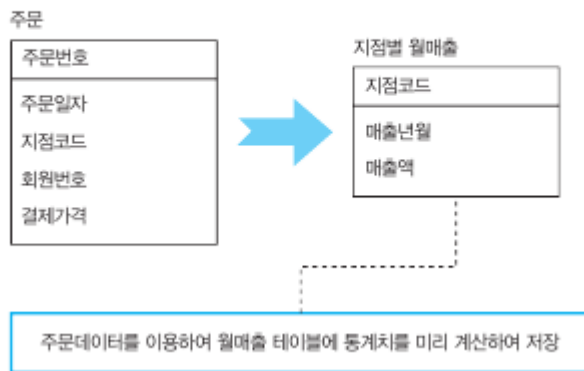 주문
주문번호
주문일자
지점코드
회원번호
결제가격
지점별 월매출
지점코드
매출년월
매출액
주문데이터를 이용하여 월매출 테이블에 통계치를 미리 계산하여 저장